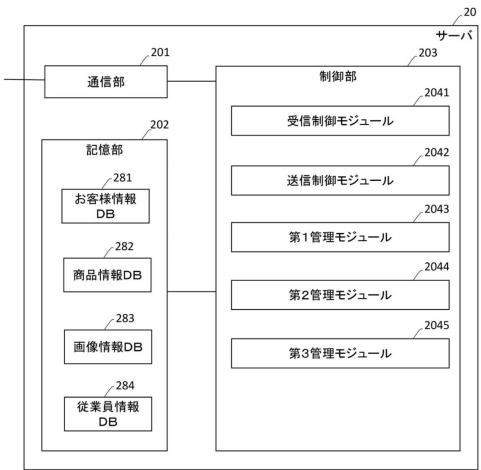 20
サーバ
201
通信部
202
記憶部
281
お客様情報
DB
282
商品情報DB
283
画像情報DB
284
従業員情報
DB
203
制御部
2041
受信制御モジュール
2042
送信制御モジュール
2043
第1管理モジュール
2044
第2管理モジュール
2045
第3管理モジュール